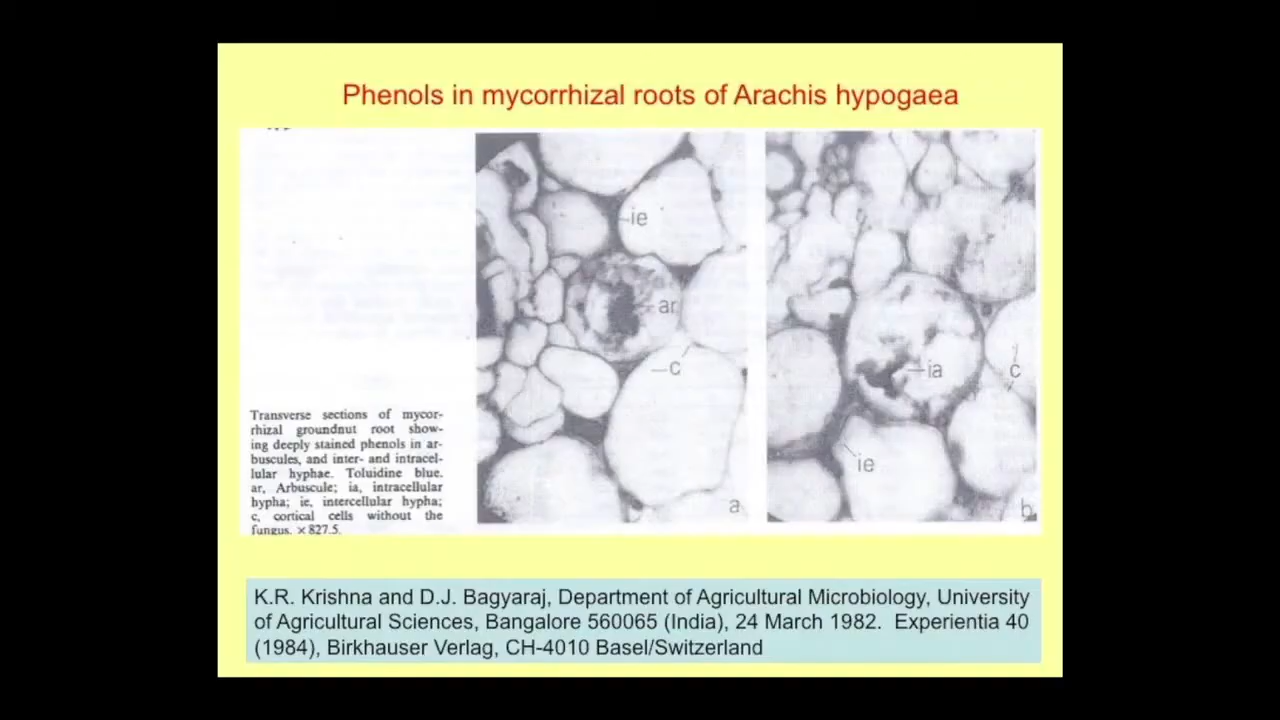 Phenols in mycorrhizal roots of Arachis hypogaea
Transverse sections of mycor-
rhizal groundnut root show-
ing deeply stained phenols in ar-
buscules, and inter- and intracel-
lular hyphae. Toluidine blue.
ar, Arbuscule; ia, intracellular
hypha; ie, intercellular hypha;
c, cortical cells without the
fungus. ×827.5.
ie
ar
c
a
ia
c
ie
b
K.R. Krishna and D.J. Bagyaraj, Department of Agricultural Microbiology, University
of Agricultural Sciences, Bangalore 560065 (India), 24 March 1982. Experientia 40
(1984), Birkhauser Verlag, CH-4010 Basel/Switzerland